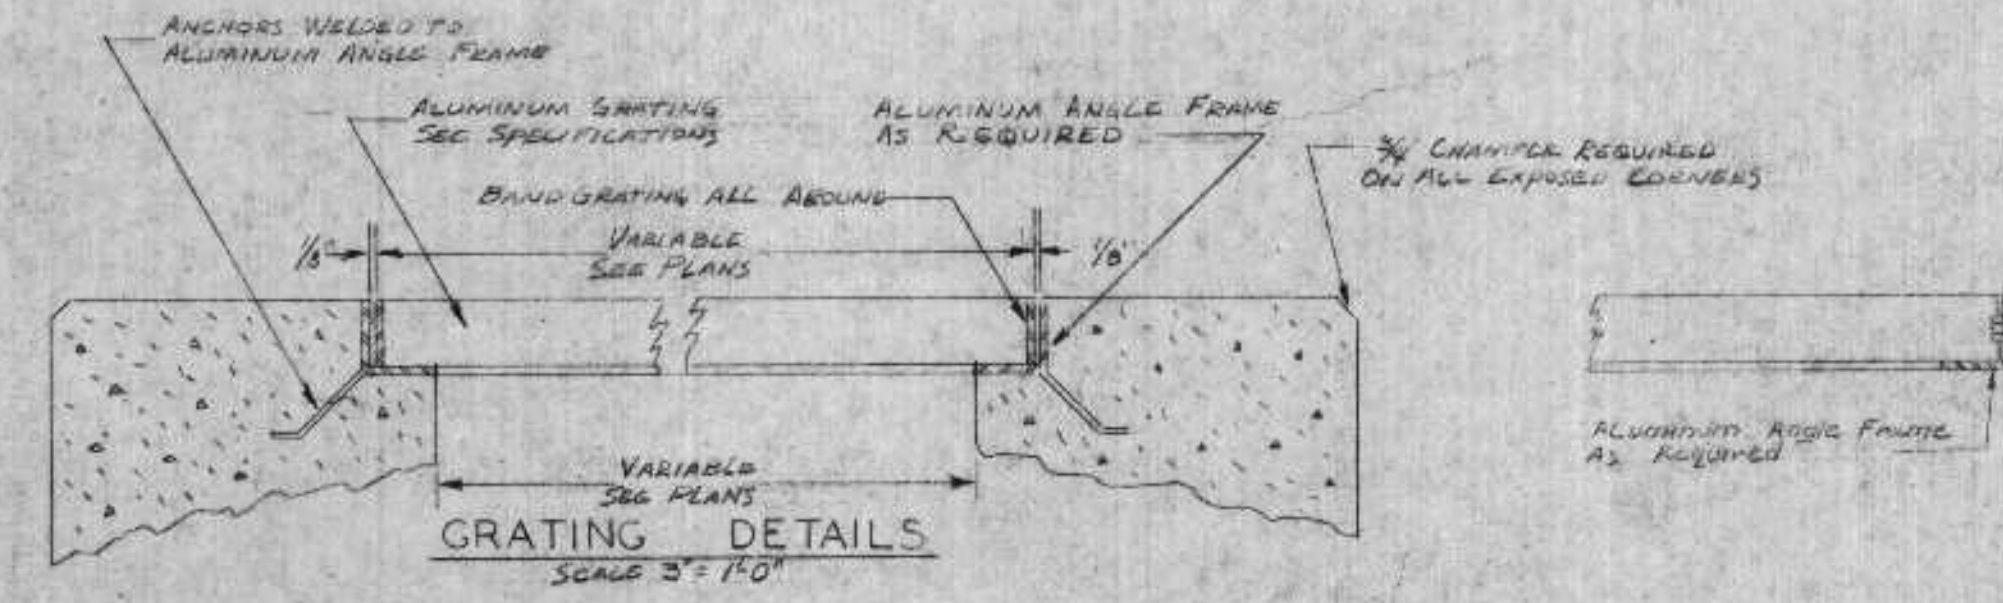 ANCHORS WELDED TO
ALUMINUM ANGLE FRAME
ALUMINUM GRATING
SEE SPECIFICATIONS
ALUMINUM ANGLE FRAME
AS REQUIRED
3/4 CHAMFER REQUIRED
ON ALL EXPOSED CORNERS
BAND GRATING ALL AROUND
1/8"
VARIABLE
SEE PLANS
1/8"
ALUMINUM ANGLE FRAME
AS REQUIRED
VARIABLE
SEE PLANS
GRATING DETAILS
SCALE 3" = 1'-0"